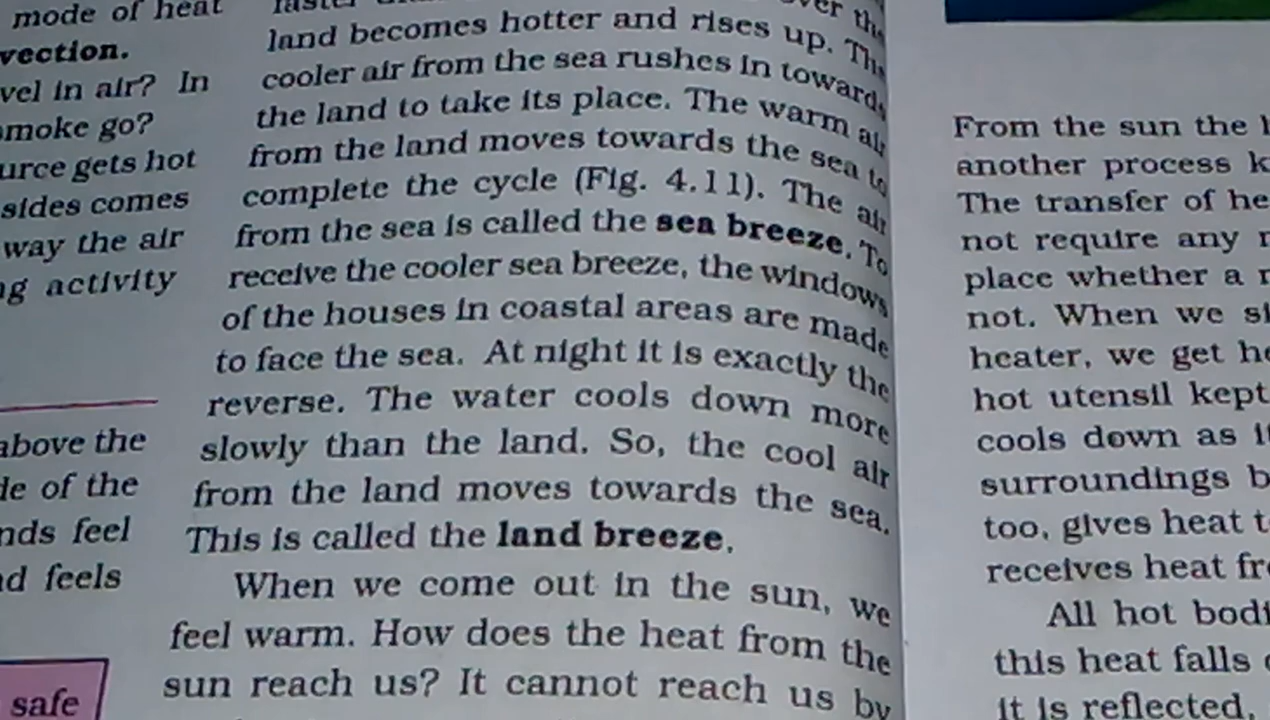 mode of heat
vection.
vel in air? In
moke go?
urce gets hot
sides comes
way the air
activity
above the
of the
feel
feels
safe
land becomes hotter and rises up. The
cooler air from the sea rushes in towards
the land to take its place. The warm air
from the land moves towards the sea to
complete the cycle (Fig. 4.11). The air
from the sea is called the sea breeze. To
receive the cooler sea breeze, the windows
of the houses in coastal areas are made
to face the sea. At night it is exactly the
reverse. The water cools down more
slowly than the land. So, the cool air
from the land moves towards the sea.
This is called the land breeze.
When we come out in the sun, we
feel warm. How does the heat from the
sun reach us? It cannot reach us by
From the sun the
another process
The transfer of he
not require any
place whether a
not. When we si
heater, we get he
hot utensil kept
cools down as it
surroundings b
too, gives heat t
receives heat fr
All hot bodi
this heat falls
it is reflected,